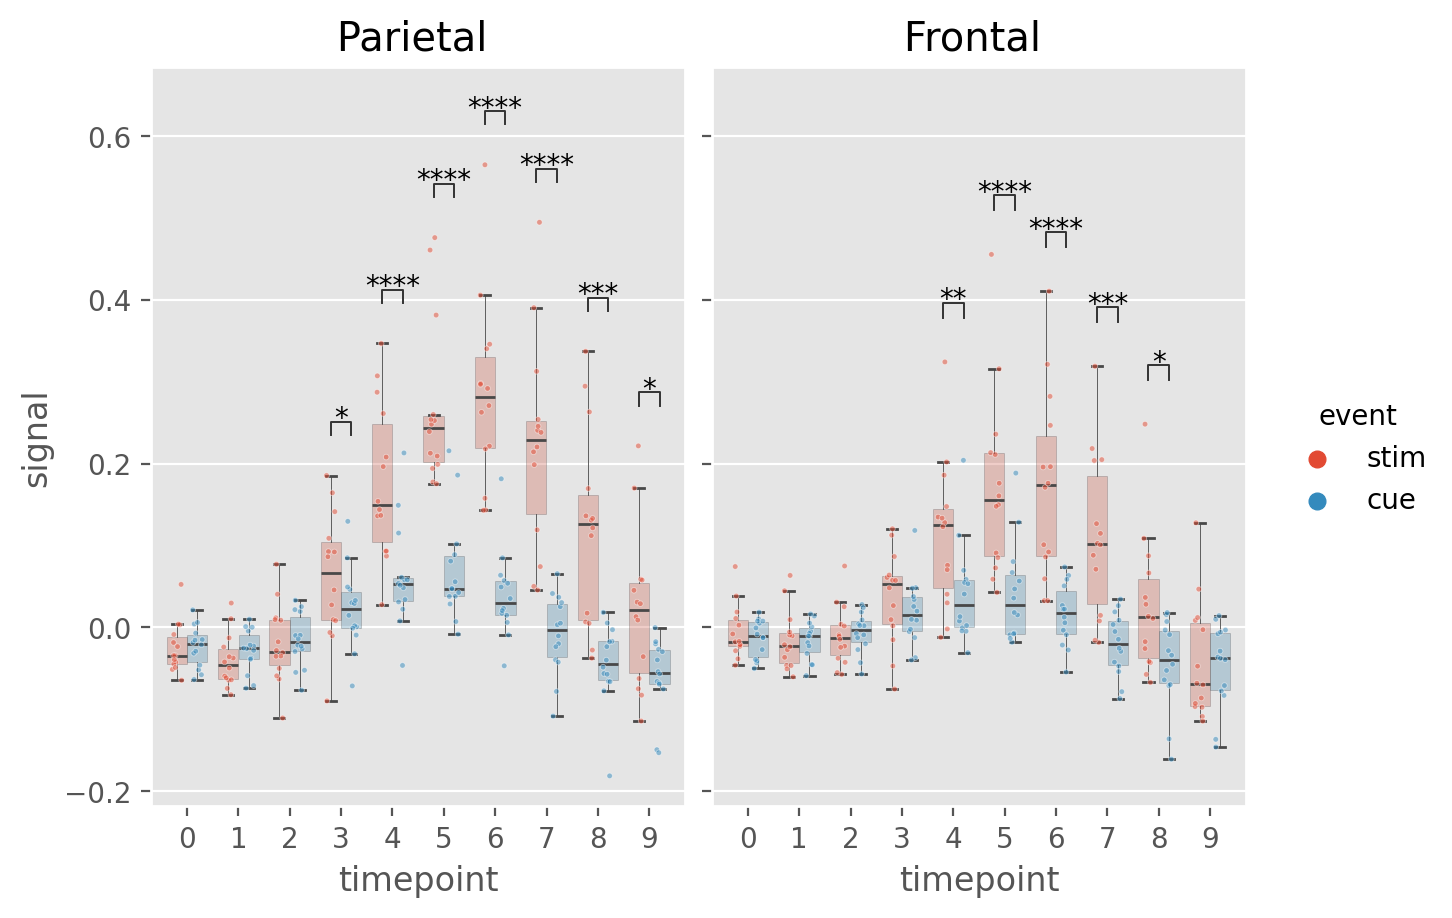 Parietal
Frontal
****
****
****
****
***
*
*
****
****
**
***
*
signal
0.6
0.4
0.2
0.0
−0.2
0 1 2 3 4 5 6 7 8 9
0 1 2 3 4 5 6 7 8 9
timepoint
timepoint
event
stim
cue